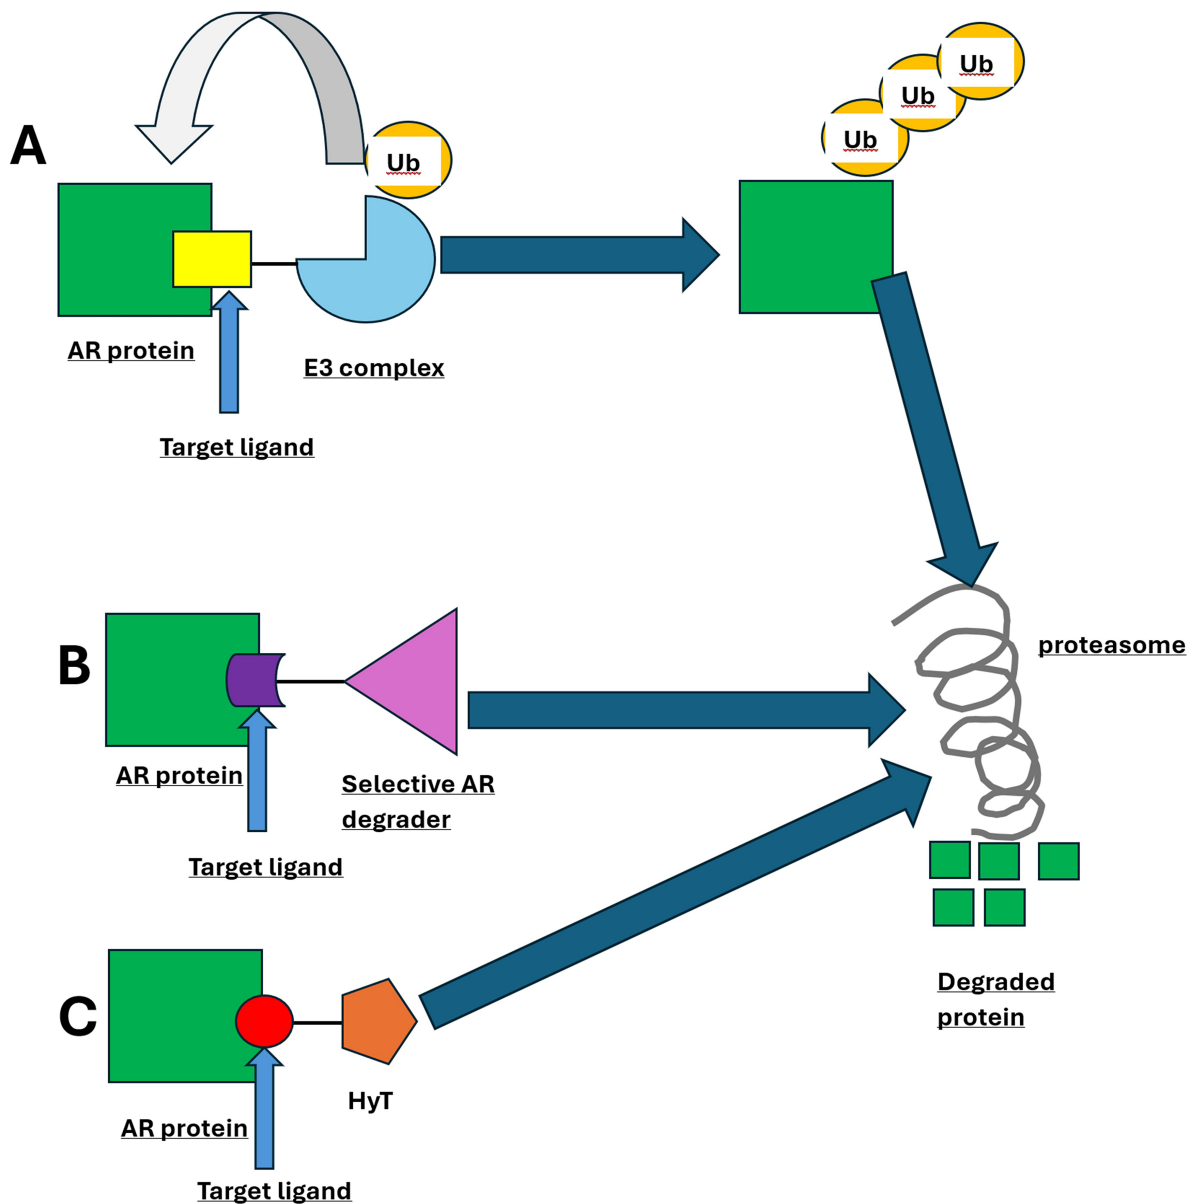 A
Ub
AR protein
E3 complex
Target ligand
Ub
Ub
Ub
B
AR protein
Selective AR
degrader
Target ligand
proteasome
C
AR protein
HyT
Target ligand
Degraded
protein